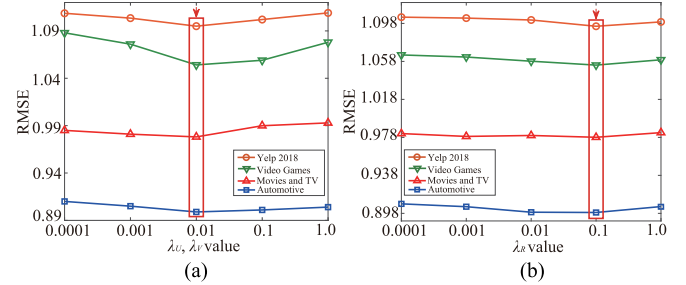 1.09
1.04
0.99
0.94
0.89
RMSE
Yelp 2018
Video Games
Movies and TV
Automotive
0.0001 0.001 0.01 0.1 1.0
λU, λV value
(a)
1.098
1.058
1.018
0.978
0.938
0.898
RMSE
Yelp 2018
Video Games
Movies and TV
Automotive
0.0001 0.001 0.01 0.1 1.0
λR value
(b)